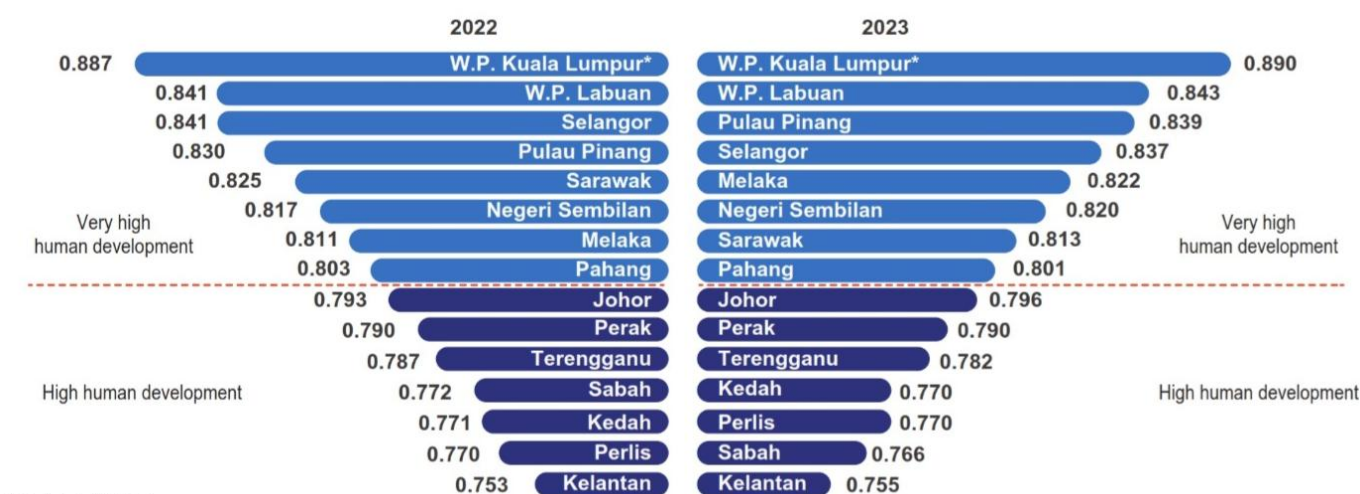 2022 2023
0.887 W.P. Kuala Lumpur* W.P. Kuala Lumpur* 0.890
0.841 W.P. Labuan W.P. Labuan 0.843
0.841 Selangor Pulau Pinang 0.839
0.830 Pulau Pinang Selangor 0.837
0.825 Sarawak Melaka 0.822
0.817 Negeri Sembilan Negeri Sembilan 0.820
Very high Very high
human development human development
0.811 Melaka Sarawak 0.813
0.803 Pahang Pahang 0.801
0.793 Johor Johor 0.796
0.790 Perak Perak 0.790
0.787 Terengganu Terengganu 0.782
High human development 0.772 Sabah Kedah 0.770 High human development
0.771 Kedah Perlis 0.770
0.770 Perlis Sabah 0.766
0.753 Kelantan Kelantan 0.755